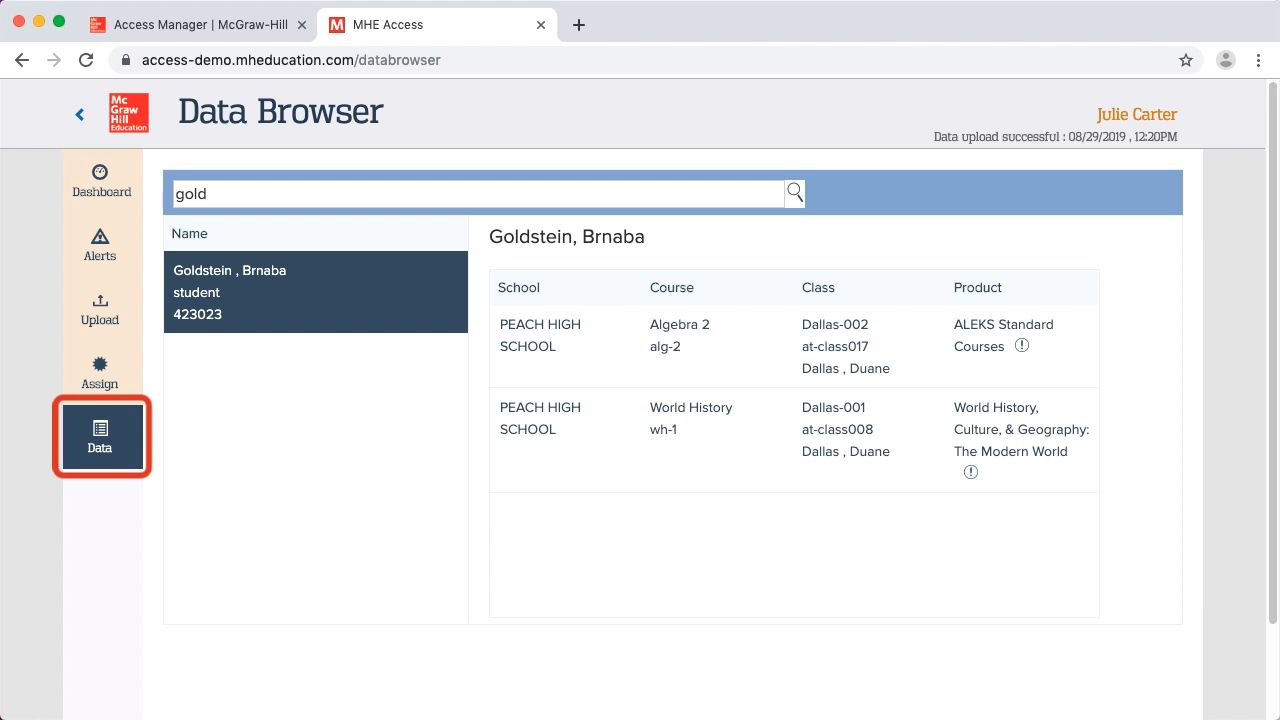 Access Manager | McGraw-Hill
MHE Access
access-demo.mheducation.com/databrowser
Mc
Graw
Hill
Education
Data Browser
Julie Carter
Data upload successful : 08/29/2019 , 12:20PM
Dashboard
Alerts
Upload
Assign
Data
gold
Name
Goldstein , Brnaba
student
423023
Goldstein, Brnaba
School Course Class Product
PEACH HIGH Algebra 2 Dallas-002 ALEKS Standard
SCHOOL alg-2 at-class017 Courses
Dallas , Duane
PEACH HIGH World History Dallas-001 World History,
SCHOOL wh-1 at-class008 Culture, & Geography:
Dallas , Duane The Modern World